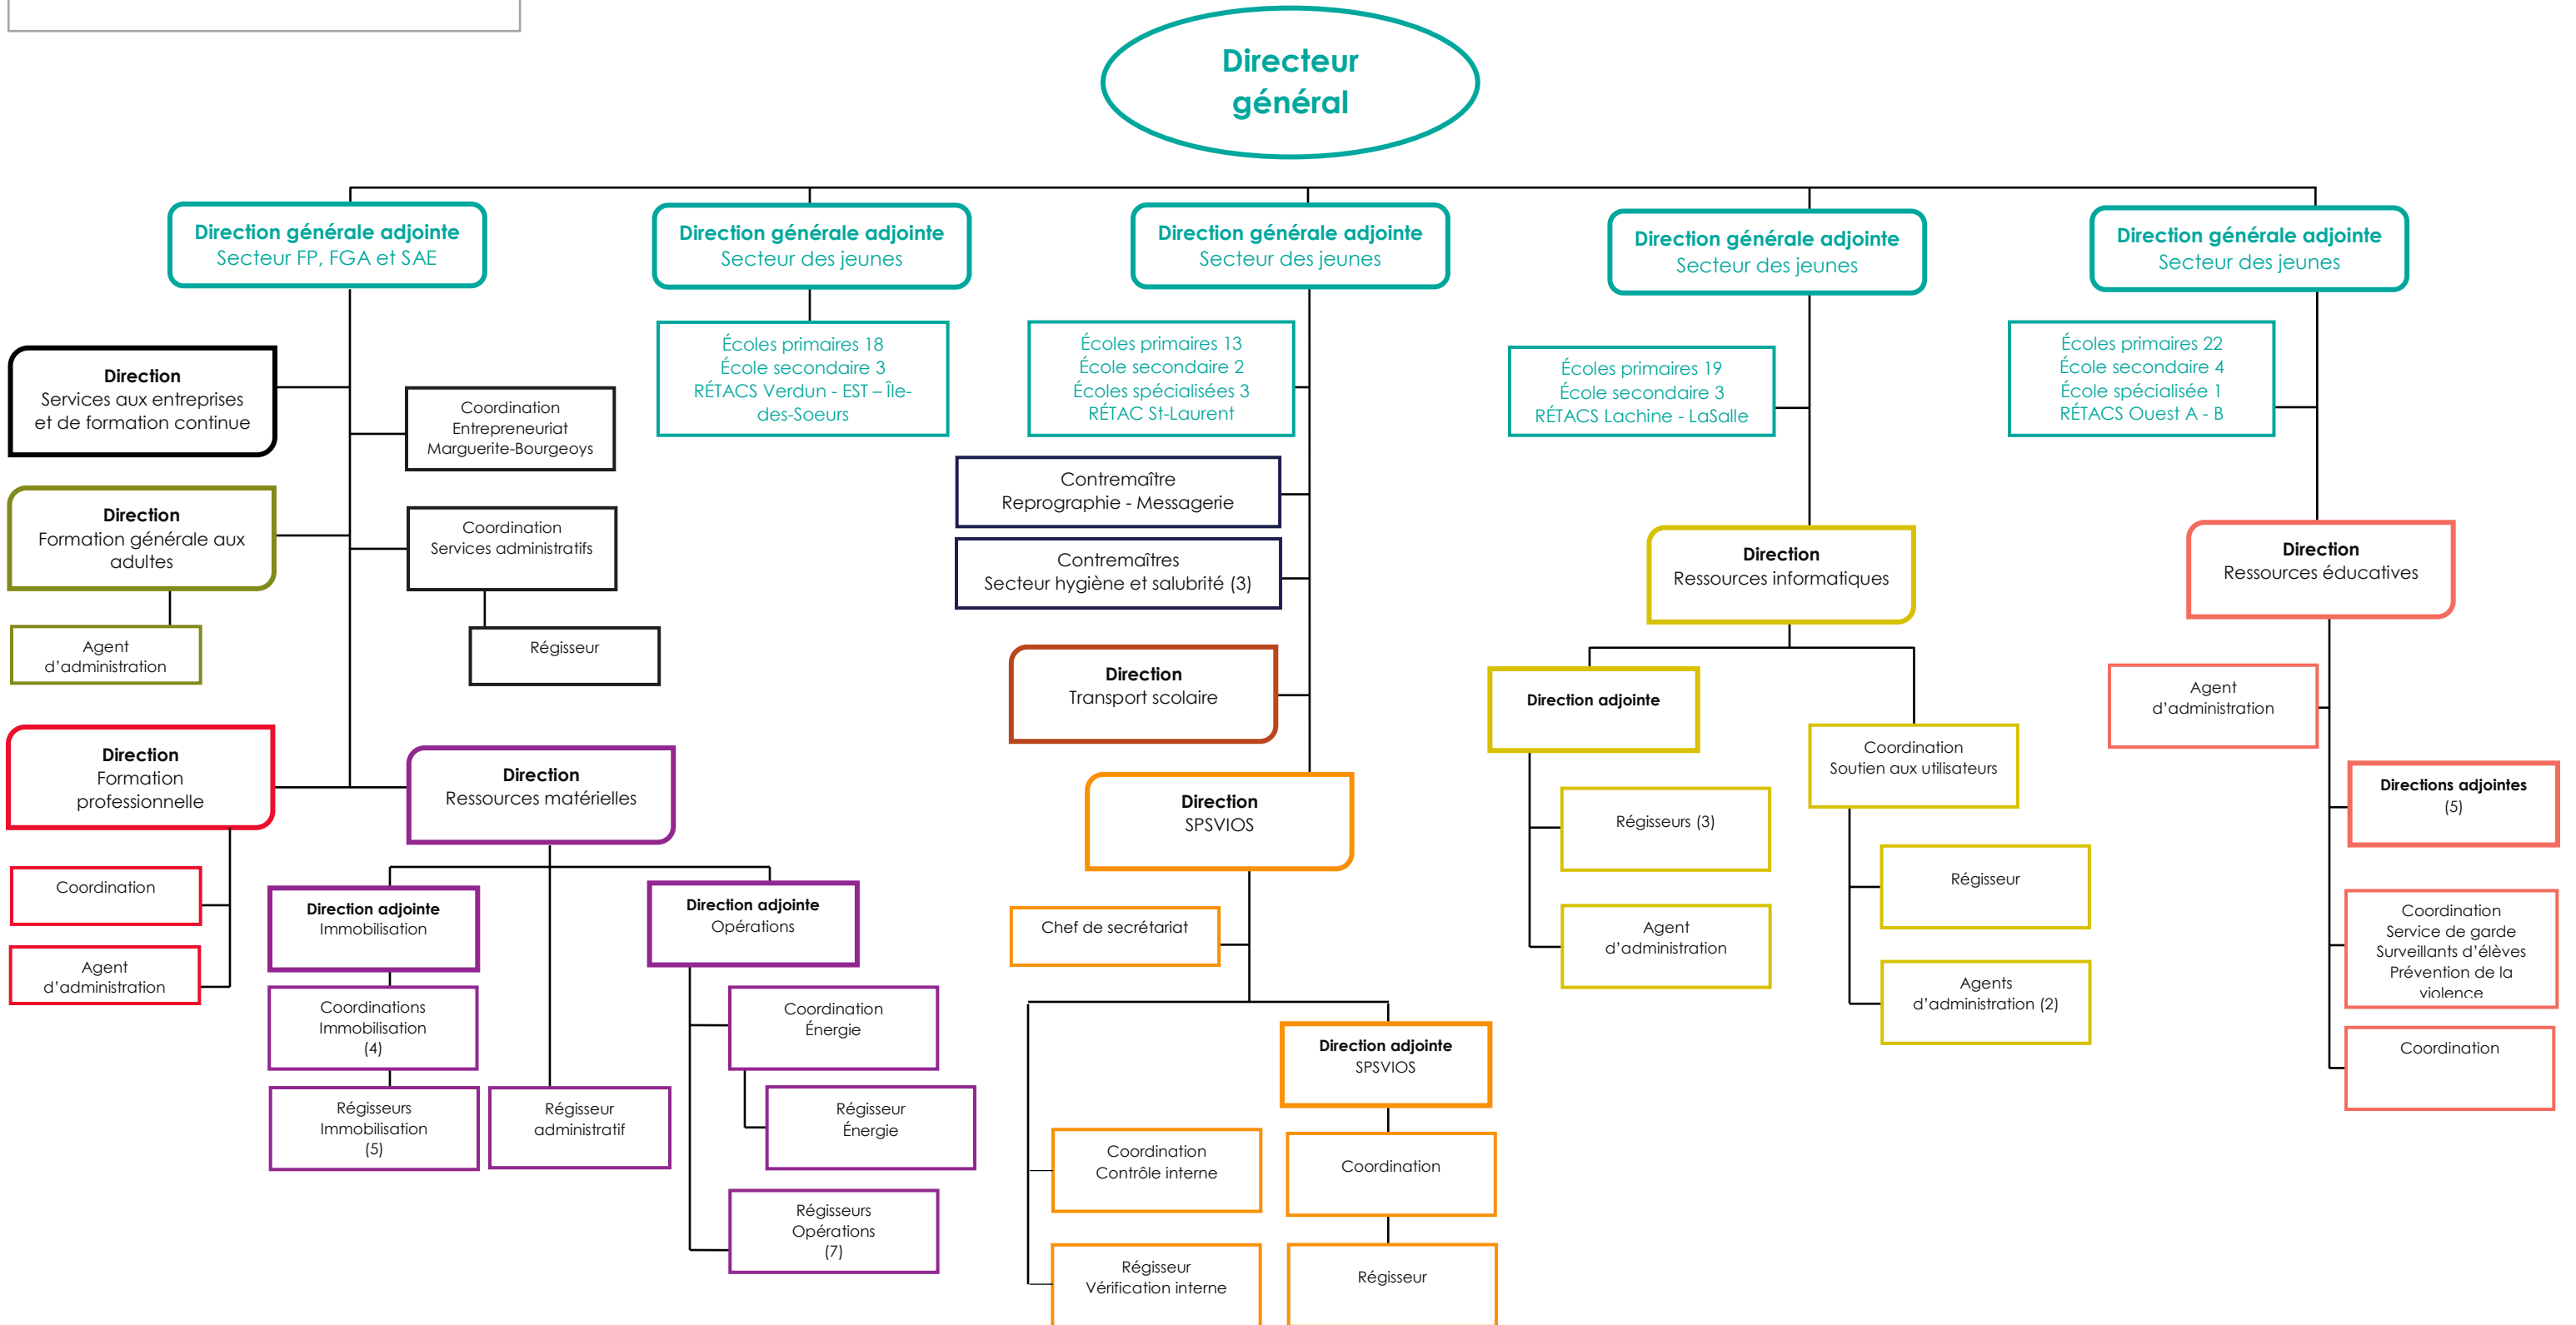 Directeur
général
Direction générale adjointe
Secteur FP, FGA et SAE
Direction générale adjointe
Secteur des jeunes
Direction générale adjointe
Secteur des jeunes
Direction générale adjointe
Secteur des jeunes
Direction générale adjointe
Secteur des jeunes
Direction
Services aux entreprises
et de formation continue
Coordination
Entrepreneuriat
Marguerite-Bourgeoys
Direction
Formation générale aux
adultes
Agent
d'administration
Coordination
Services administratifs
Régisseur
Direction
Formation
professionnelle
Coordination
Agent
d'administration
Direction
Ressources matérielles
Direction adjointe
Immobilisation
Coordinations
Immobilisation
(4)
Régisseurs
Immobilisation
(5)
Régisseur
administratif
Direction adjointe
Opérations
Coordination
Énergie
Régisseur
Énergie
Régisseurs
Opérations
(7)
Écoles primaires 18
École secondaire 3
RÉTACS Verdun - EST – Île-
des-Soeurs
Écoles primaires 13
École secondaire 2
Écoles spécialisées 3
RÉTAC St-Laurent
Contremaître
Reprographie - Messagerie
Contremaîtres
Secteur hygiène et salubrité (3)
Direction
Transport scolaire
Direction
SPSVIOS
Chef de secrétariat
Coordination
Contrôle interne
Régisseur
Vérification interne
Direction adjointe
SPSVIOS
Coordination
Régisseur
Écoles primaires 19
École secondaire 3
RÉTACS Lachine - LaSalle
Direction
Ressources informatiques
Direction adjointe
Régisseurs (3)
Agent
d'administration
Coordination
Soutien aux utilisateurs
Régisseur
Agents
d'administration (2)
Écoles primaires 22
École secondaire 4
École spécialisée 1
RÉTACS Ouest A - B
Direction
Ressources éducatives
Agent
d'administration
Directions adjointes
(5)
Coordination
Service de garde
Surveillants d'élèves
Prévention de la
violence
Coordination